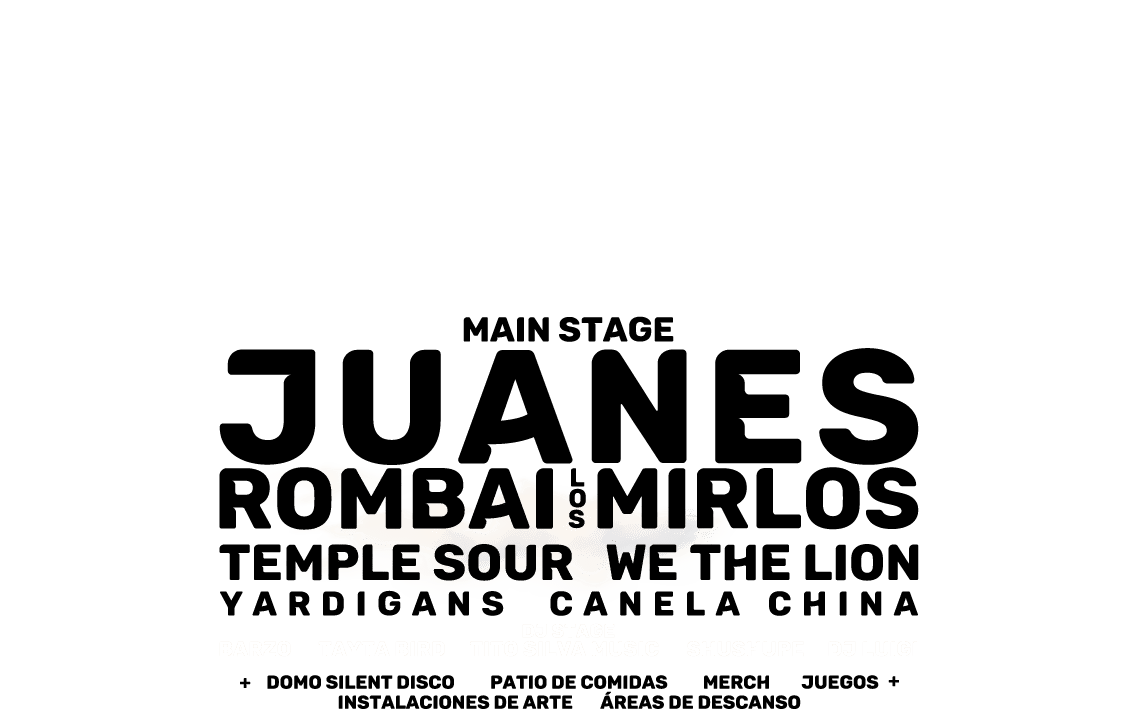 MAIN STAGE
JUANES
ROMBAI LOS MIRLOS
TEMPLE SOUR WE THE LION
YARDIGANS CANELA CHINA
+ DOMO SILENT DISCO PATIO DE COMIDAS MERCH JUEGOS +
INSTALACIONES DE ARTE ÁREAS DE DESCANSO